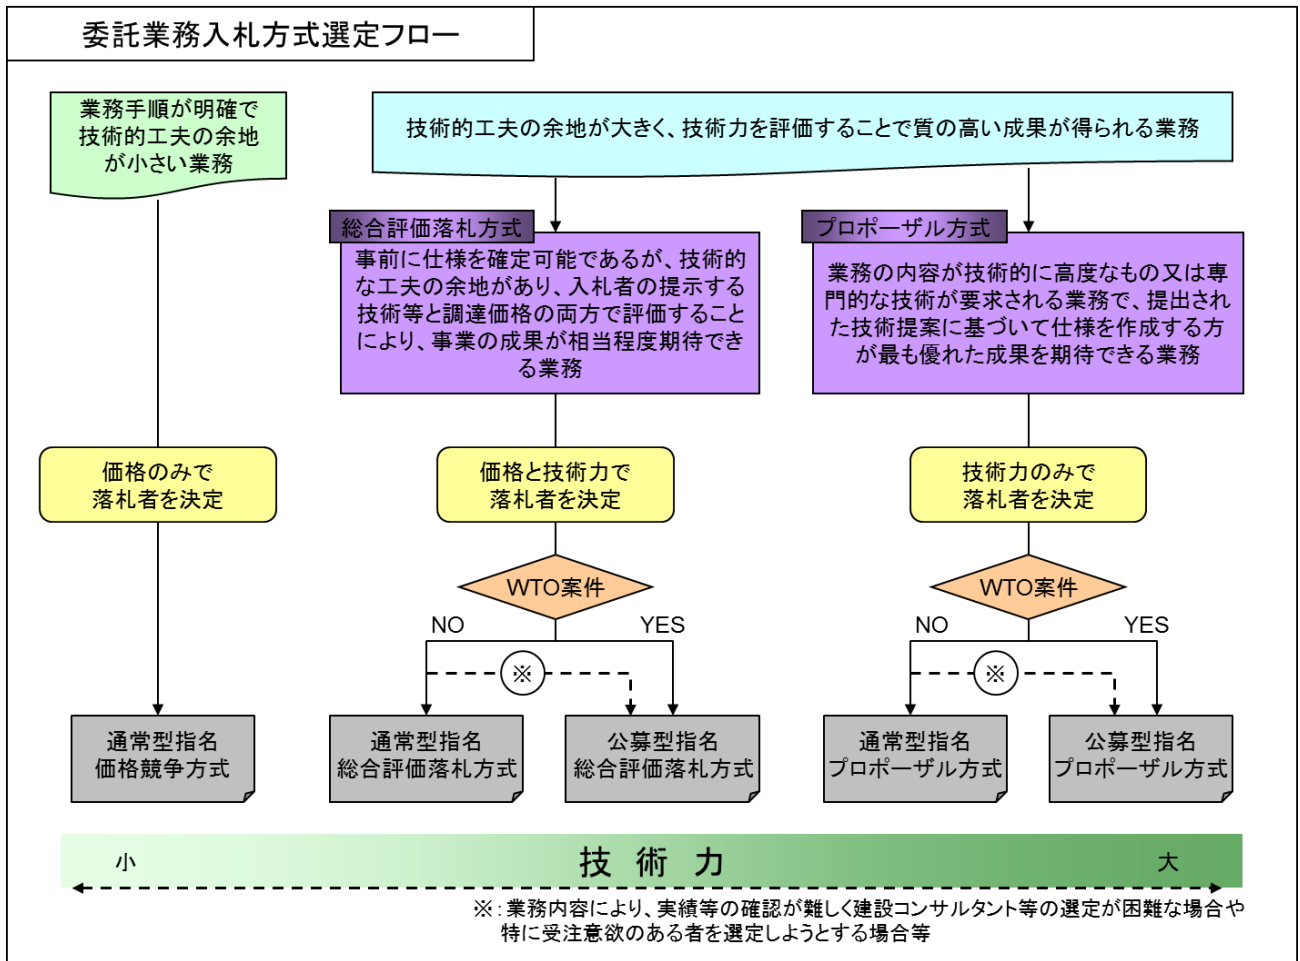 委託業務入札方式選定フロー
業務手順が明確で
技術的工夫の余地
が小さい業務
技術的工夫の余地が大きく、技術力を評価することで質の高い成果が得られる業務
総合評価落札方式
事前に仕様を確定可能であるが、技術的
な工夫の余地があり、入札者の提示する
技術等と調達価格の両方で評価すること
により、事業の成果が相当程度期待でき
る業務
プロポーザル方式
業務の内容が技術的に高度なもの又は専
門的な技術が要求される業務で、提出され
た技術提案に基づいて仕様を作成する方
が最も優れた成果を期待できる業務
価格のみで
落札者を決定
価格と技術力で
落札者を決定
技術力のみで
落札者を決定
WTO案件
WTO案件
NO
YES
NO
YES
※
※
通常型指名
価格競争方式
通常型指名
総合評価落札方式
公募型指名
総合評価落札方式
通常型指名
プロポーザル方式
公募型指名
プロポーザル方式
小
技術力
大
※：業務内容により、実績等の確認が難しく建設コンサルタント等の選定が困難な場合や
特に受注意欲のある者を選定しようとする場合等